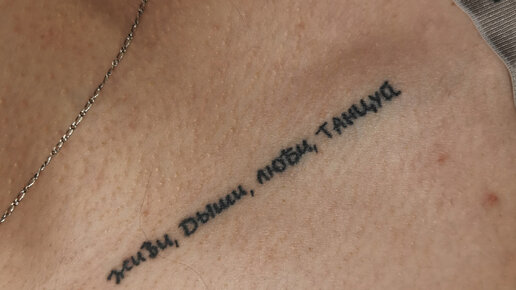 живи, дыши, люби, танцуй